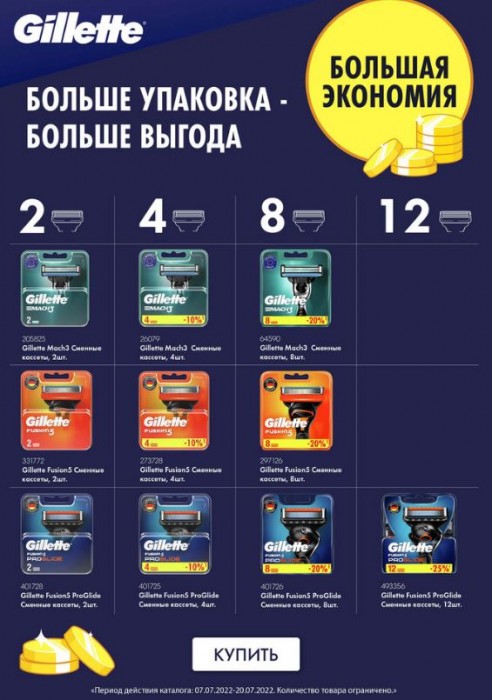 Gillette
БОЛЬШАЯ
ЭКОНОМИЯ
БОЛЬШЕ УПАКОВКА -
БОЛЬШЕ ВЫГОДА
2 4 8 12
Gillette
MACH3
2
Gillette
MACH3
4 -10%
Gillette
MACH3
8 -20%
205825
Gillette Mach3 Сменные
кассеты, 2шт.
26079
Gillette Mach3 Сменные
кассеты, 4шт.
64590
Gillette Mach3 Сменные
кассеты, 8шт.
Gillette
FUSION5
2
Gillette
FUSION5
4 -10%
Gillette
FUSION5
8 -20%
331772
Gillette Fusion5 Сменные
кассеты, 2шт.
273728
Gillette Fusion5 Сменные
кассеты, 4шт.
297126
Gillette Fusion5 Сменные
кассеты, 8шт.
Gillette
FUSION5
PROGLIDE
2
Gillette
FUSION5
PROGLIDE
4 -10%
Gillette
PRO
8 -20%
Gillette
FUSION5
PROGLIDE
12 -25%
401728
Gillette Fusion5 ProGlide
Сменные кассеты, 2шт.
401725
Gillette Fusion5 ProGlide
Сменные кассеты, 4шт.
401726
Gillette Fusion5 ProGlide
Сменные кассеты, 8шт.
493356
Gillette Fusion5 ProGlide
Сменные кассеты, 12шт.
КУПИТЬ
«Период действия каталога: 07.07.2022-20.07.2022. Количество товара ограничено.»